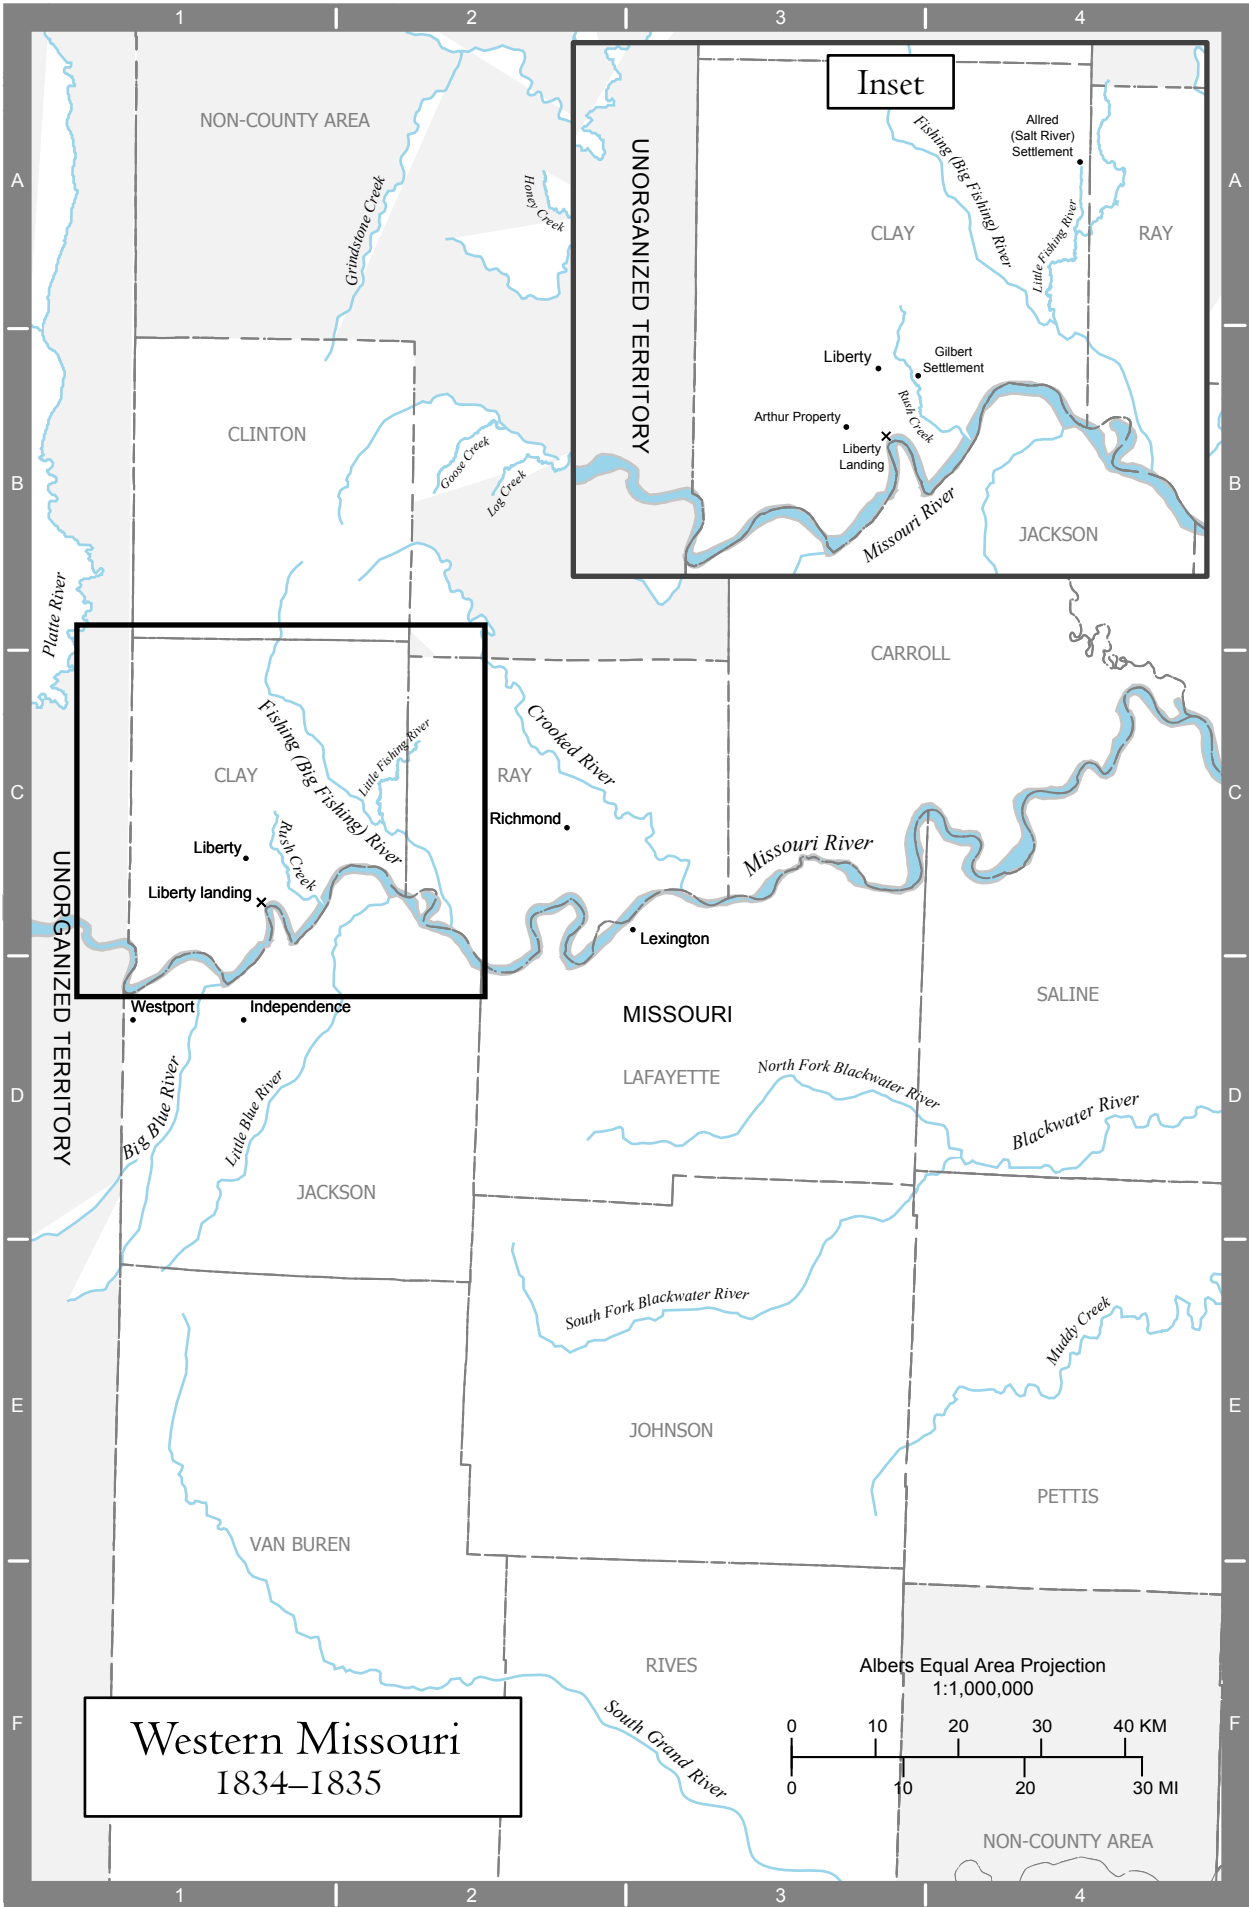 1 2 3 4
A
B
C
D
E
F
A
B
C
D
E
F
1 2 3 4
NON-COUNTY AREA
Grindstone Creek
Honey Creek
CLINTON
Goose Creek
Log Creek
Platte River
Inset
UNORGANIZED TERRITORY
Fishing (Big Fishing) River
Allred
(Salt River)
Settlement
CLAY
Little Fishing River
RAY
Liberty
Gilbert
Settlement
Rush Creek
Arthur Property
Liberty
Landing
Missouri River
JACKSON
CARROLL
Fishing (Big Fishing) River
Little Fishing River
Crooked River
CLAY
RAY
Richmond
Rush Creek
Liberty
Liberty landing
Missouri River
UNORGANIZED TERRITORY
Lexington
Westport
Independence
MISSOURI
SALINE
LAFAYETTE
North Fork Blackwater River
Blackwater River
Big Blue River
Little Blue River
JACKSON
South Fork Blackwater River
Muddy Creek
JOHNSON
PETTIS
VAN BUREN
RIVES
South Grand River
Albers Equal Area Projection
1:1,000,000
0 10 20 30 40 KM
0 10 20 30 MI
NON-COUNTY AREA
Western Missouri
1834–1835